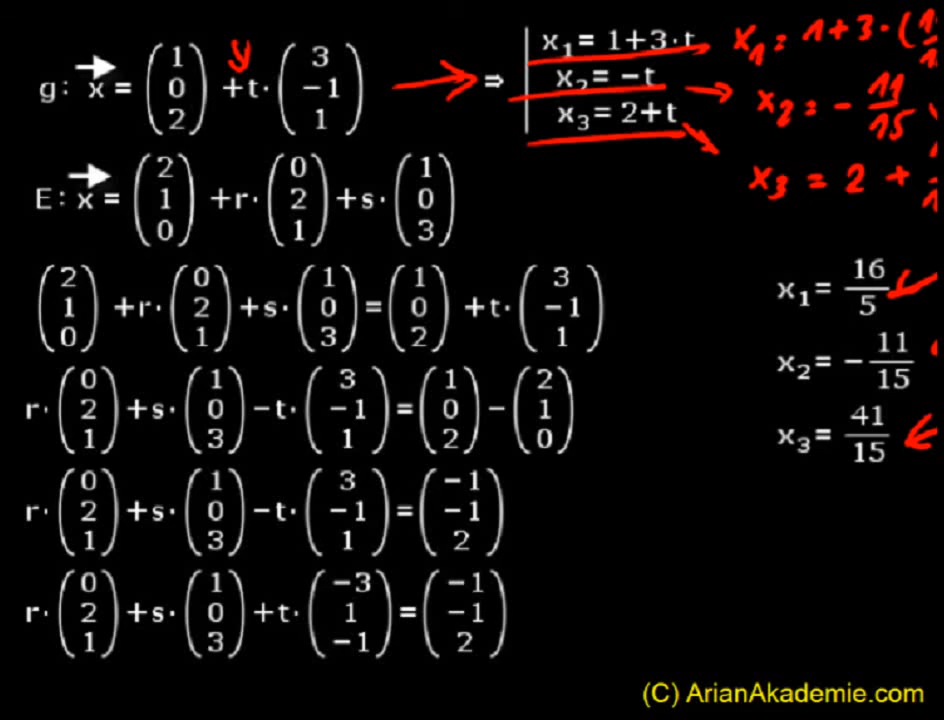 g: x = (1 0 2) +t· (3 −1 1) ⇒ x₁= 1+3·t
x₂= −t
x₃= 2+t
x₁= 1+3·(
x₂= − 11/15
x₃ = 2 +
E: x = (2 1 0) +r· (0 2 1) +s· (1 0 3)
(2 1 0) +r· (0 2 1) +s· (1 0 3) = (1 0 2) +t· (3 −1 1)
x₁= 16/5
r· (0 2 1) +s· (1 0 3) −t· (3 −1 1) = (1 0 2) − (2 1 0)
x₂= − 11/15
x₃= 41/15
r· (0 2 1) +s· (1 0 3) −t· (3 −1 1) = (−1 −1 2)
r· (0 2 1) +s· (1 0 3) +t· (−3 1 −1) = (−1 −1 2)
(C) ArianAkademie.com